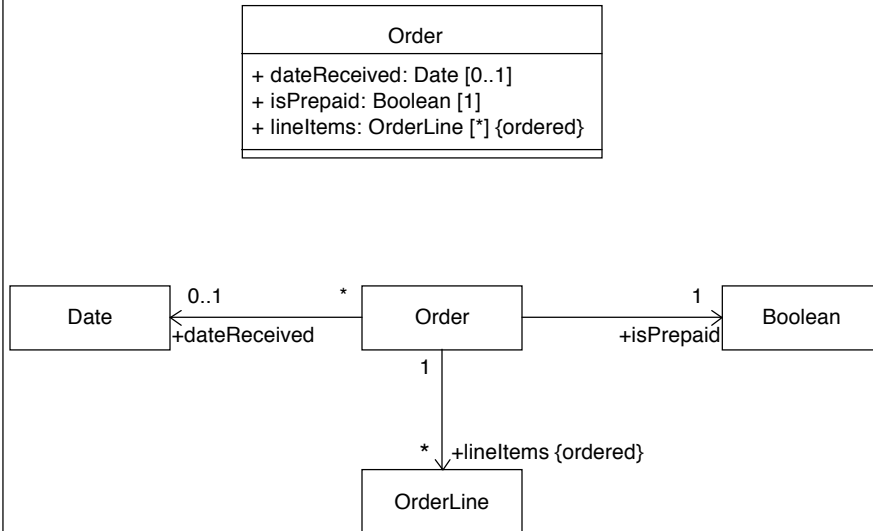 Order
+ dateReceived: Date [0..1]
+ isPrepaid: Boolean [1]
+ lineItems: OrderLine [*] {ordered}
0..1
*
1
Date
Order
Boolean
+dateReceived
+isPrepaid
1
*
+lineItems {ordered}
OrderLine